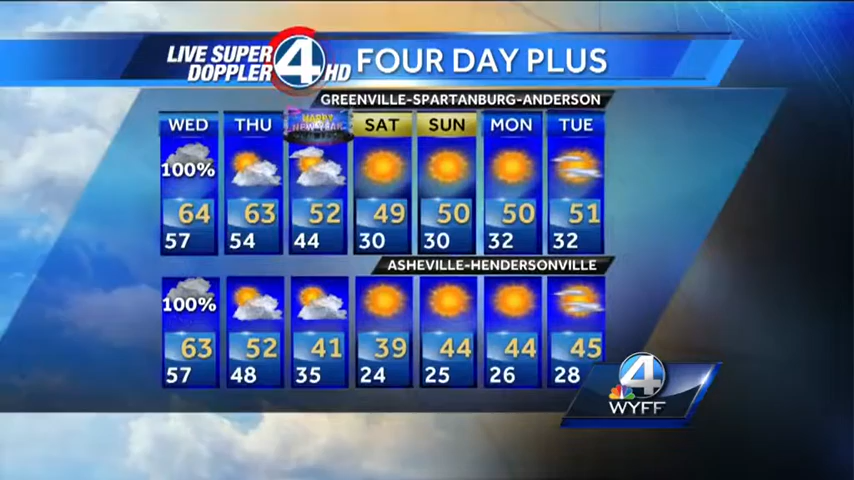 LIVE SUPER DOPPLER 4 HD FOUR DAY PLUS
GREENVILLE-SPARTANBURG-ANDERSON
WED THU HAPPY NEW YEAR SAT SUN MON TUE
100%
64 63 52 49 50 50 51
57 54 44 30 30 32 32
ASHEVILLE-HENDERSONVILLE
100%
63 52 41 39 44 44 45
57 48 35 24 25 26 28
4
WYFF